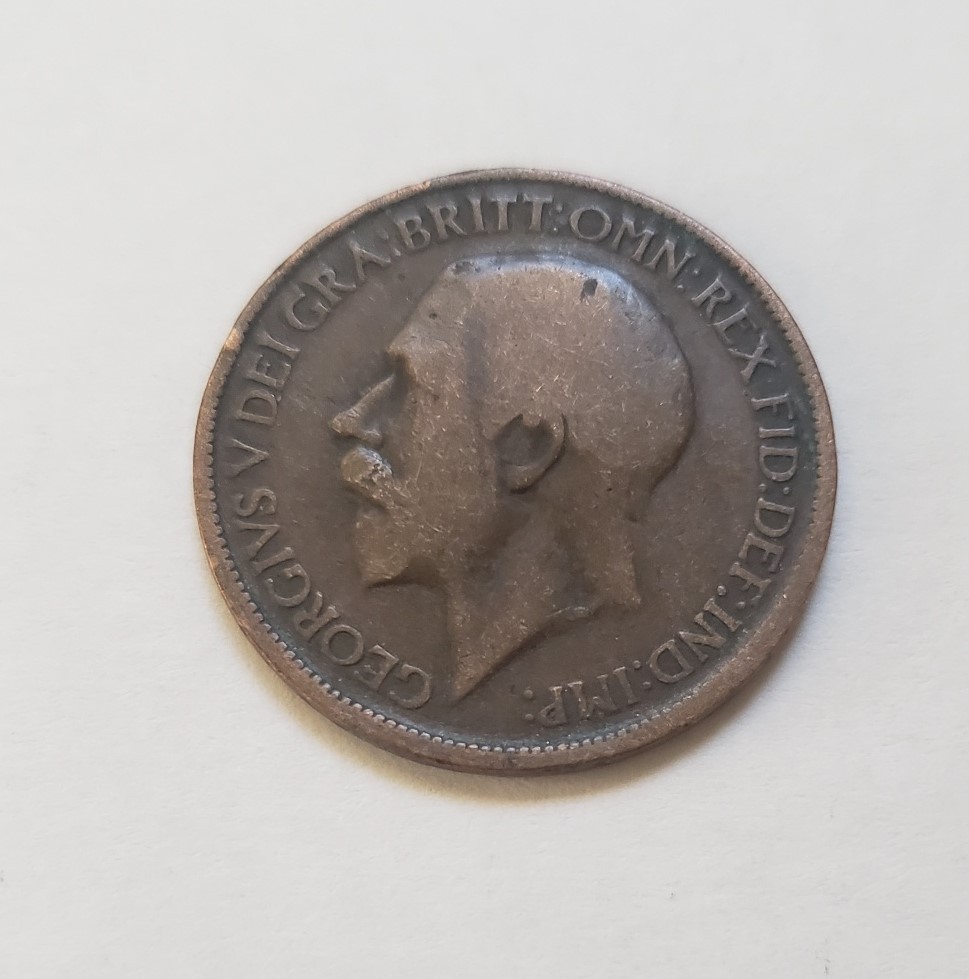 GEORGIVS V DEI GRA:BRITT:OMN:REX FID:DEF:IND:IMP: